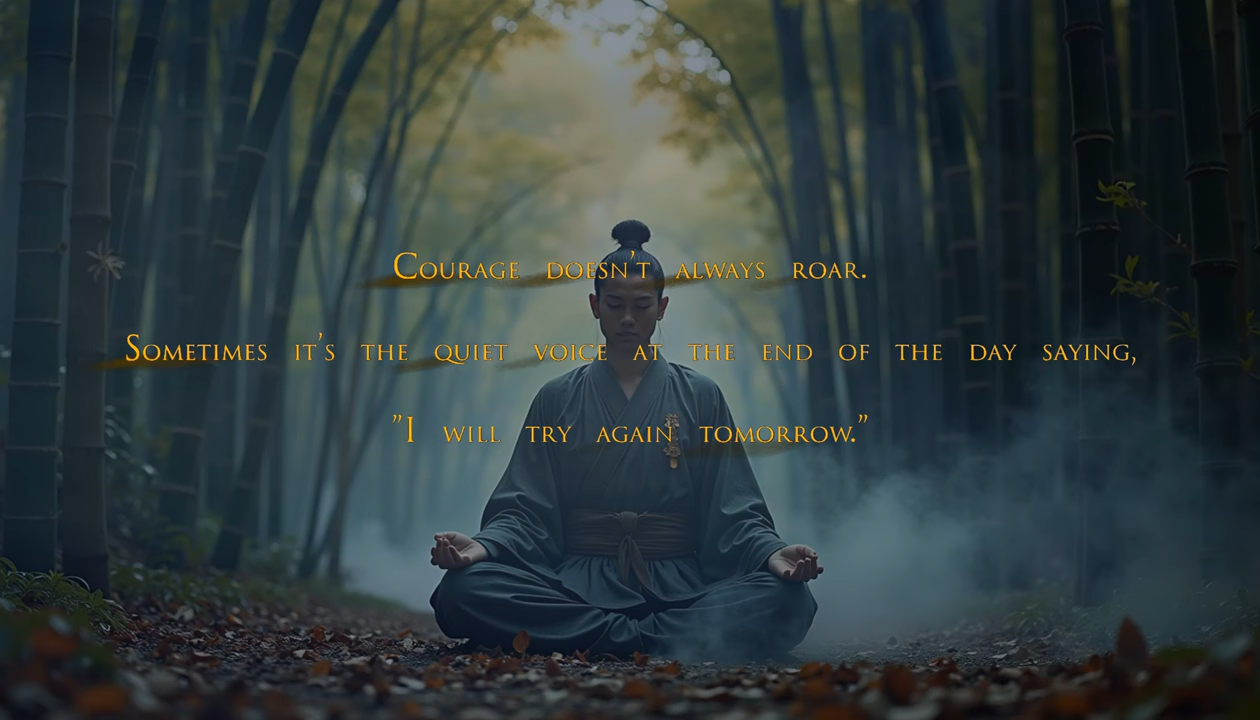 Courage doesn't always roar.
Sometimes it's the quiet voice at the end of the day saying,
"I will try again tomorrow."